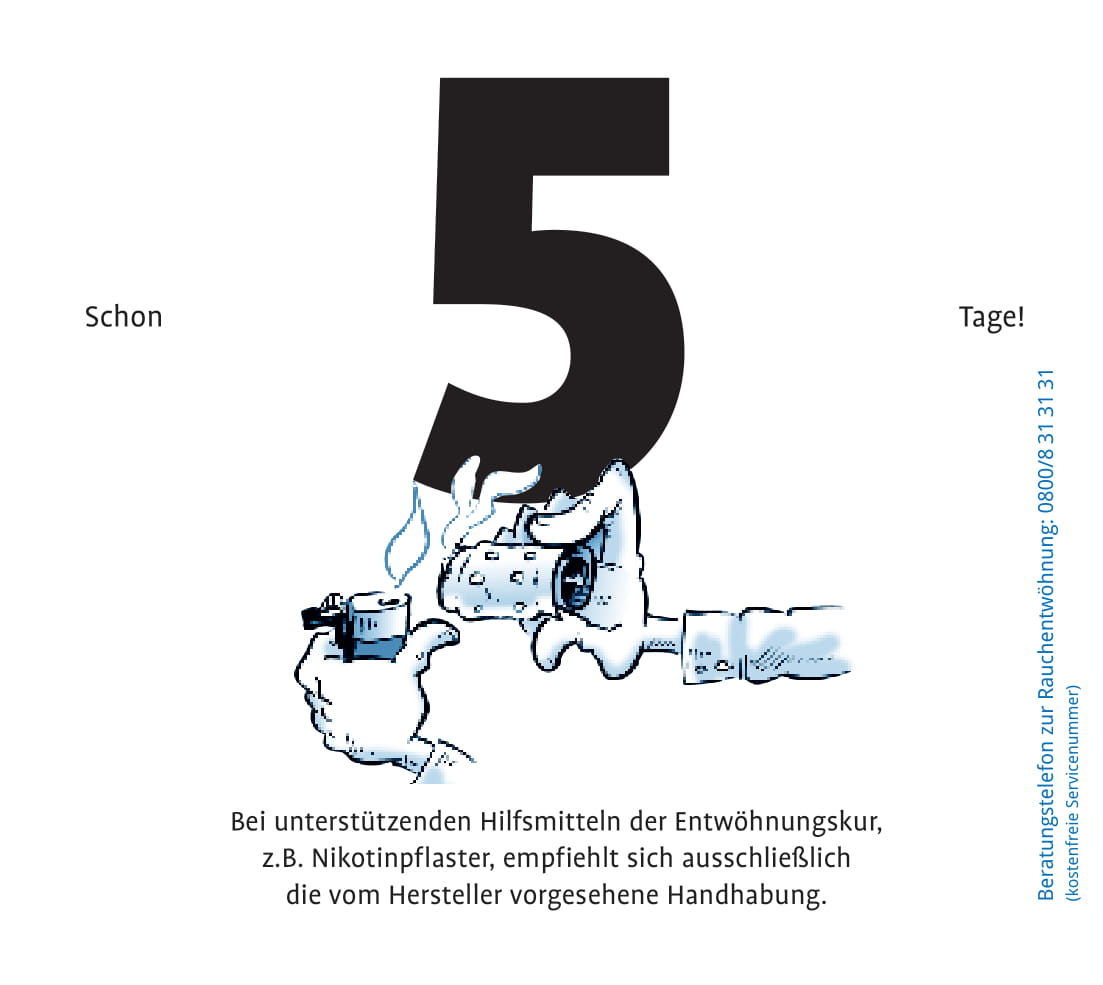 Schon
5
Tage!
Bei unterstützenden Hilfsmitteln der Entwöhnungskur,
z.B. Nikotinpflaster, empfiehlt sich ausschließlich
die vom Hersteller vorgesehene Handhabung.
Beratungstelefon zur Rauchentwöhnung: 0800/8 31 31 31
(kostenfreie Servicenummer)